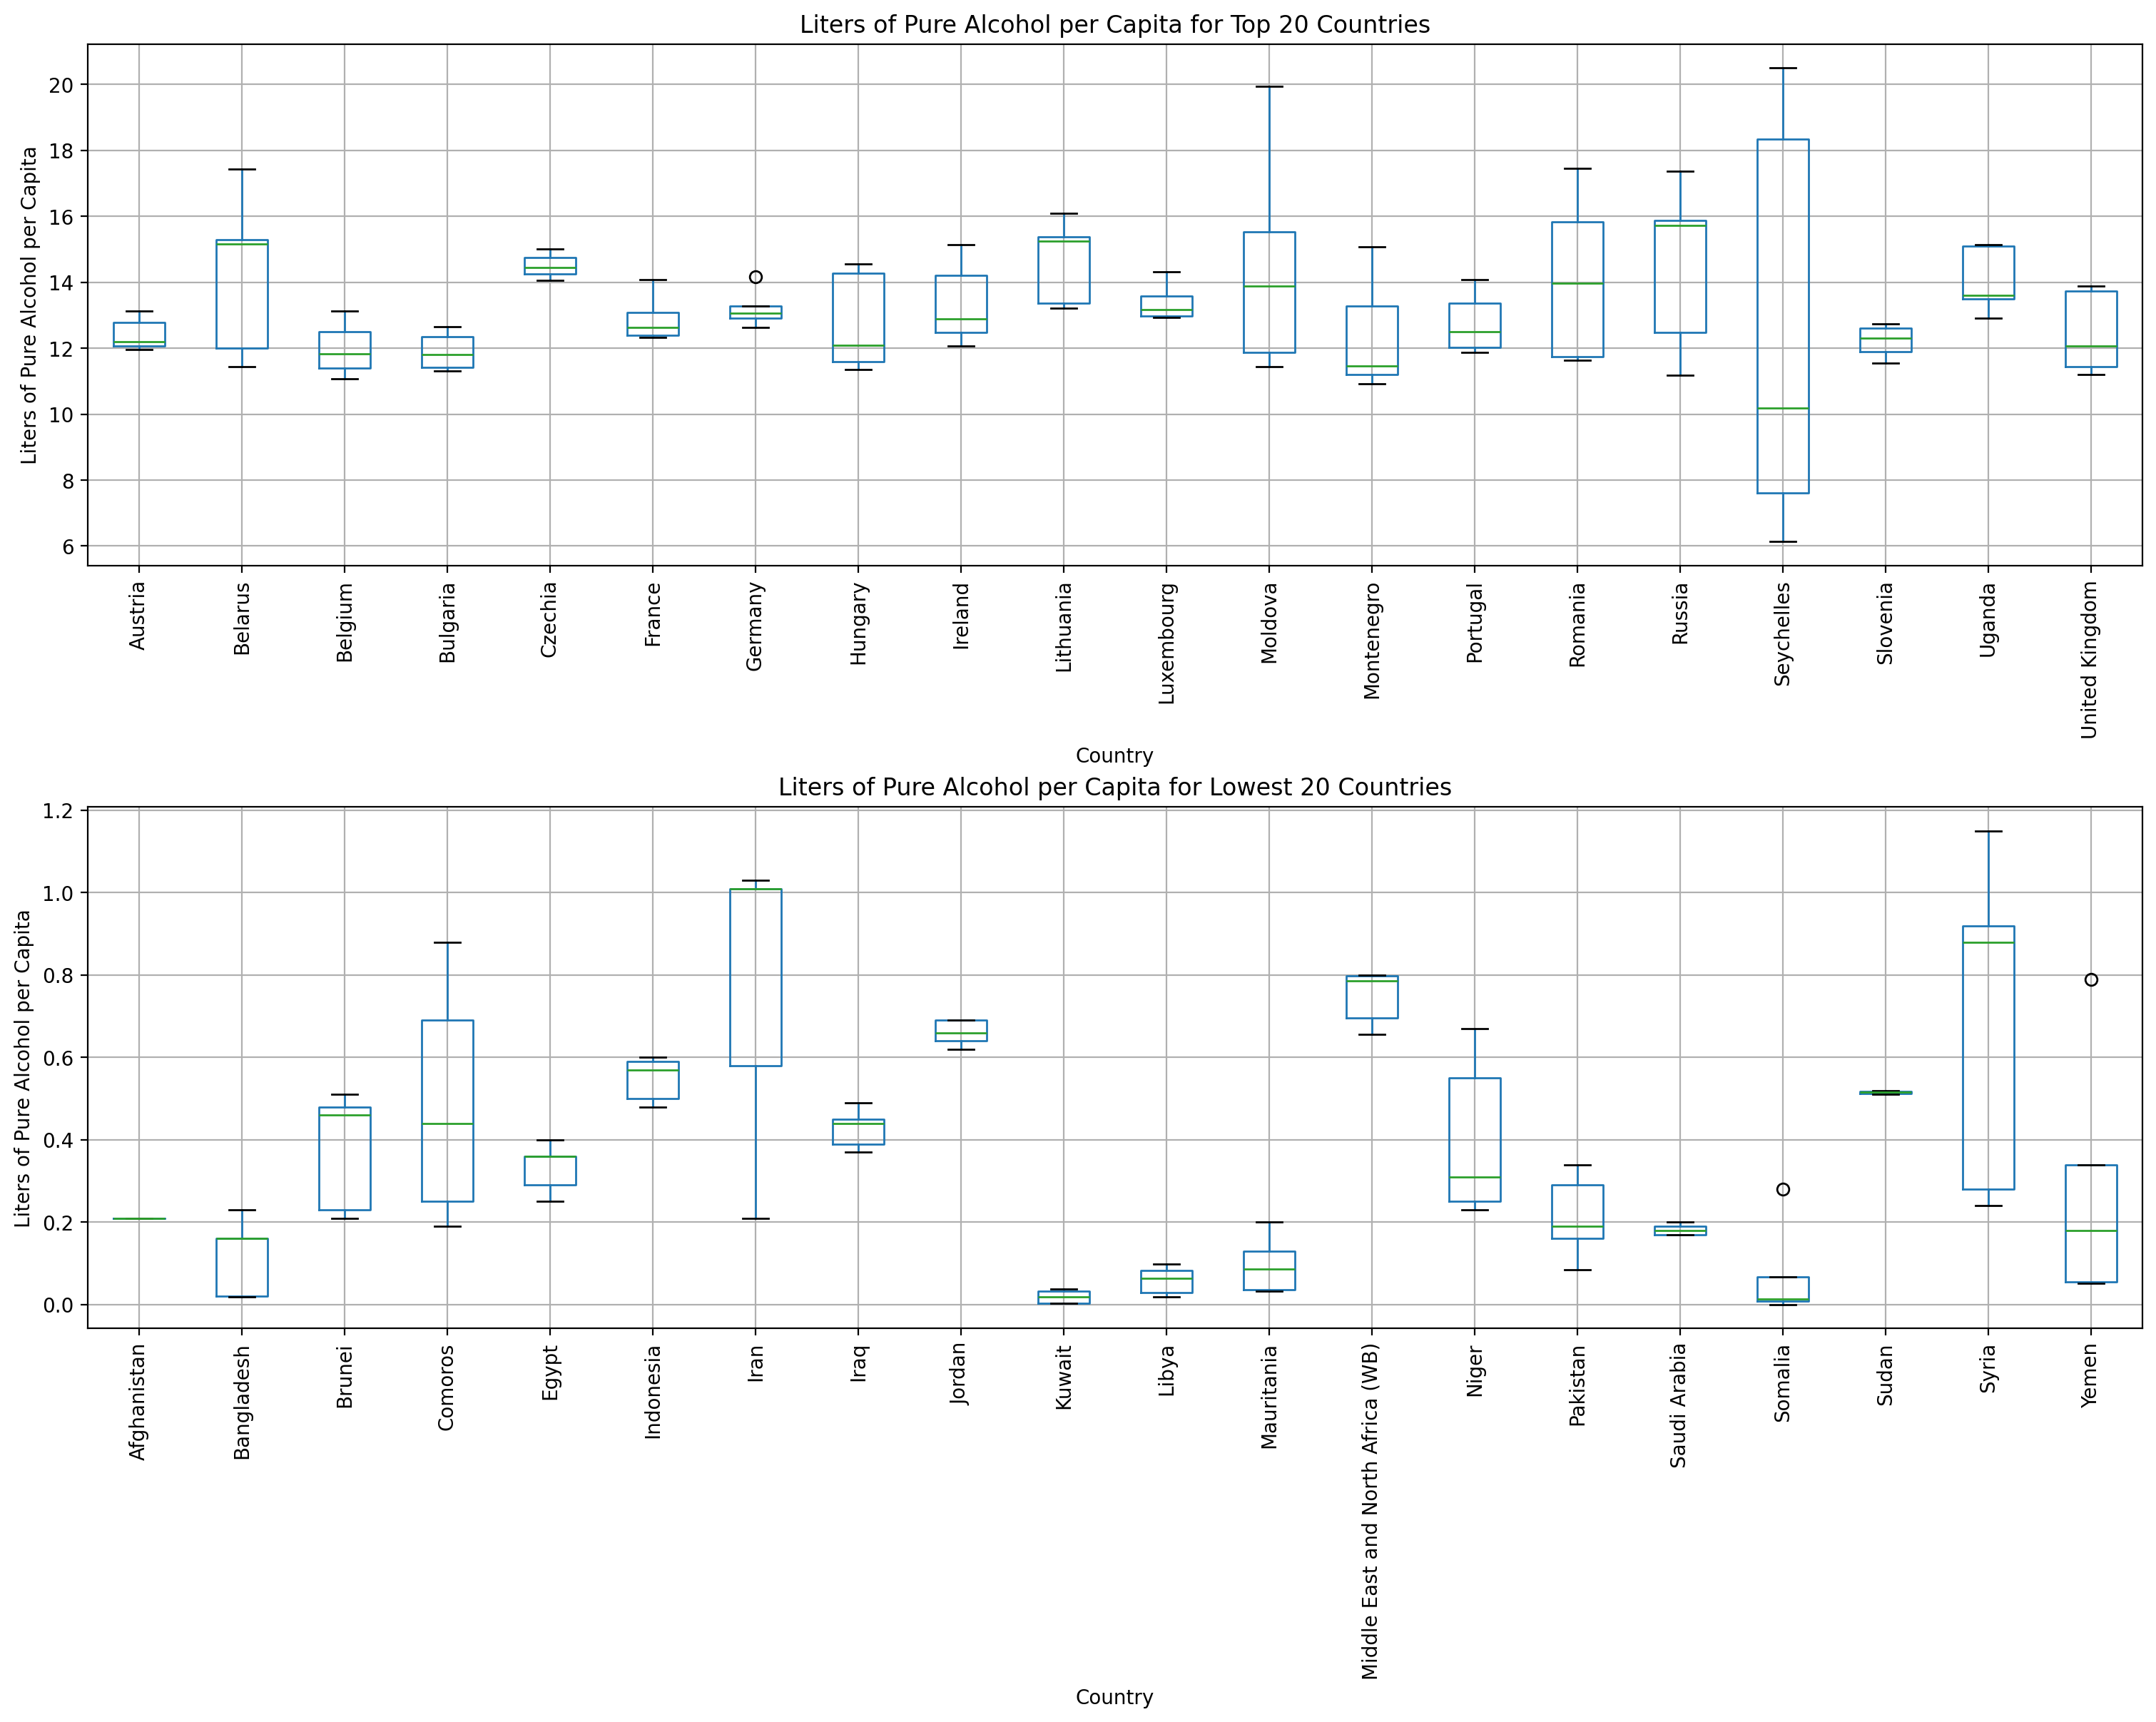 Liters of Pure Alcohol per Capita for Top 20 Countries
Liters of Pure Alcohol per Capita
20
18
16
14
12
10
8
6
Austria
Belarus
Belgium
Bulgaria
Czechia
France
Germany
Hungary
Ireland
Lithuania
Luxembourg
Moldova
Montenegro
Portugal
Romania
Russia
Seychelles
Slovenia
Uganda
United Kingdom
Country
Liters of Pure Alcohol per Capita for Lowest 20 Countries
Liters of Pure Alcohol per Capita
1.2
1.0
0.8
0.6
0.4
0.2
0.0
Afghanistan
Bangladesh
Brunei
Comoros
Egypt
Indonesia
Iran
Iraq
Jordan
Kuwait
Libya
Mauritania
Middle East and North Africa (WB)
Niger
Pakistan
Saudi Arabia
Somalia
Sudan
Syria
Yemen
Country